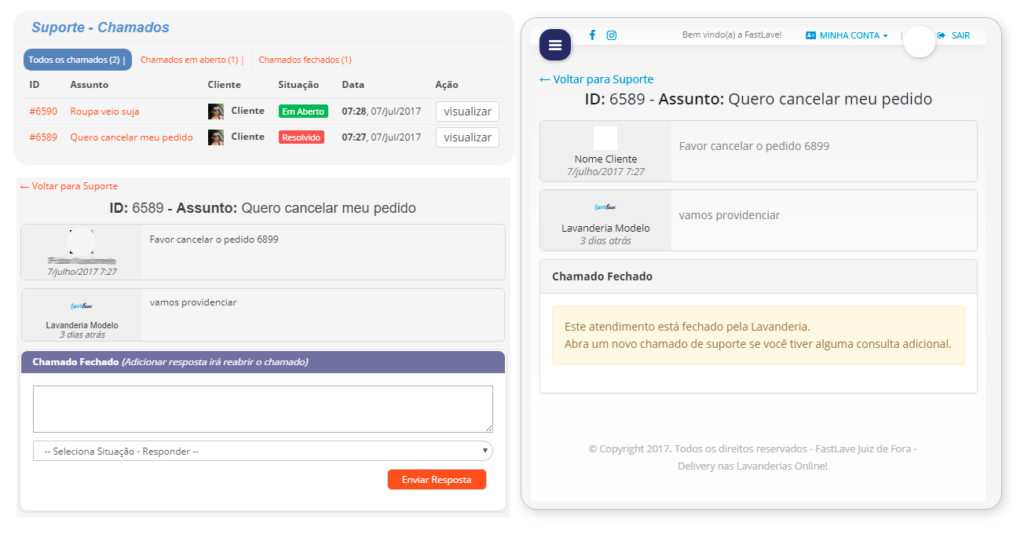 Suporte - Chamados
Todos os chamados (2) | Chamados em aberto (1) | Chamados fechados (1)
ID Assunto Cliente Situação Data Ação
#6590 Roupa veio suja Cliente Em Aberto 07:28, 07/Jul/2017 visualizar
#6589 Quero cancelar meu pedido Cliente Resolvido 07:27, 07/Jul/2017 visualizar
← Voltar para Suporte
ID: 6589 - Assunto: Quero cancelar meu pedido
Favor cancelar o pedido 6899
7/julho/2017 7:27
fastlave
vamos providenciar
Lavanderia Modelo
3 dias atrás
Chamado Fechado (Adicionar resposta irá reabrir o chamado)
-- Seleciona Situação - Responder --
Enviar Resposta
Bem vindo(a) a FastLave! MINHA CONTA | SAIR
← Voltar para Suporte
ID: 6589 - Assunto: Quero cancelar meu pedido
Favor cancelar o pedido 6899
Nome Cliente
7/julho/2017 7:27
fastlave
vamos providenciar
Lavanderia Modelo
3 dias atrás
Chamado Fechado
Este atendimento está fechado pela Lavanderia.
Abra um novo chamado de suporte se você tiver alguma consulta adicional.
© Copyright 2017. Todos os direitos reservados - FastLave Juiz de Fora -
Delivery nas Lavanderias Online!